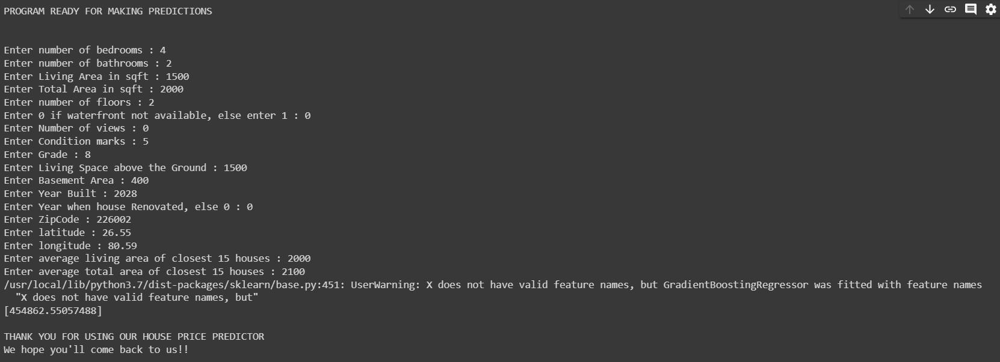 PROGRAM READY FOR MAKING PREDICTIONS
Enter number of bedrooms : 4
Enter number of bathrooms : 2
Enter Living Area in sqft : 1500
Enter Total Area in sqft : 2000
Enter number of floors : 2
Enter 0 if waterfront not available, else enter 1 : 0
Enter Number of views : 0
Enter Condition marks : 5
Enter Grade : 8
Enter Living Space above the Ground : 1500
Enter Basement Area : 400
Enter Year Built : 2028
Enter Year when house Renovated, else 0 : 0
Enter ZipCode : 226002
Enter latitude : 26.55
Enter longitude : 80.59
Enter average living area of closest 15 houses : 2000
Enter average total area of closest 15 houses : 2100
/usr/local/lib/python3.7/dist-packages/sklearn/base.py:451: UserWarning: X does not have valid feature names, but GradientBoostingRegressor was fitted with feature names
"X does not have valid feature names, but"
[454862.55057488]
THANK YOU FOR USING OUR HOUSE PRICE PREDICTOR
We hope you'll come back to us!!